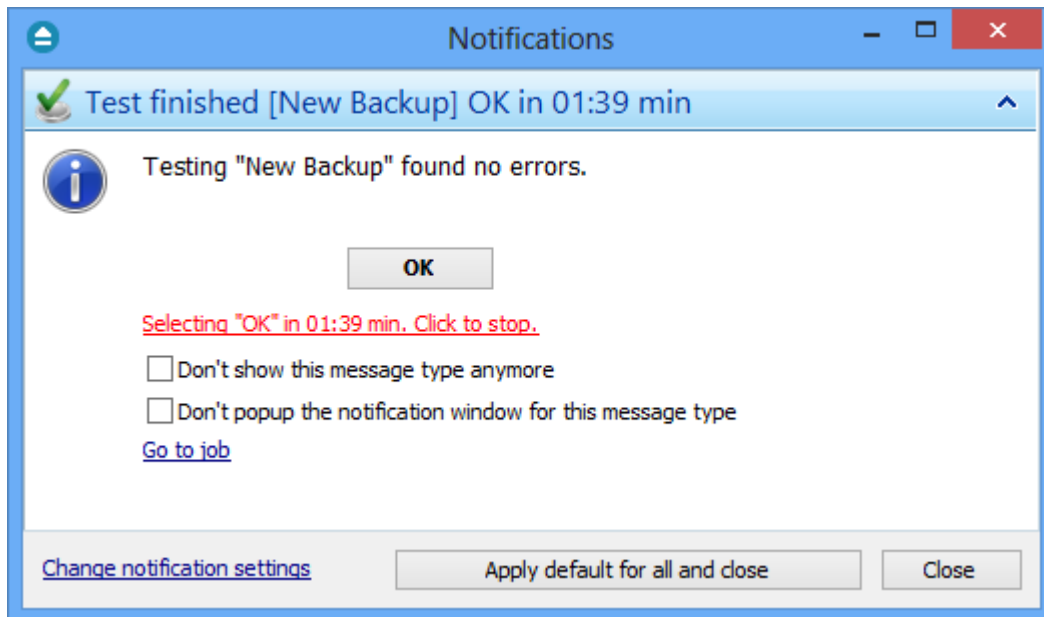 Notifications
Test finished [New Backup] OK in 01:39 min
Testing "New Backup" found no errors.
OK
Selecting "OK" in 01:39 min. Click to stop.
Don't show this message type anymore
Don't popup the notification window for this message type
Go to job
Change notification settings
Apply default for all and close
Close